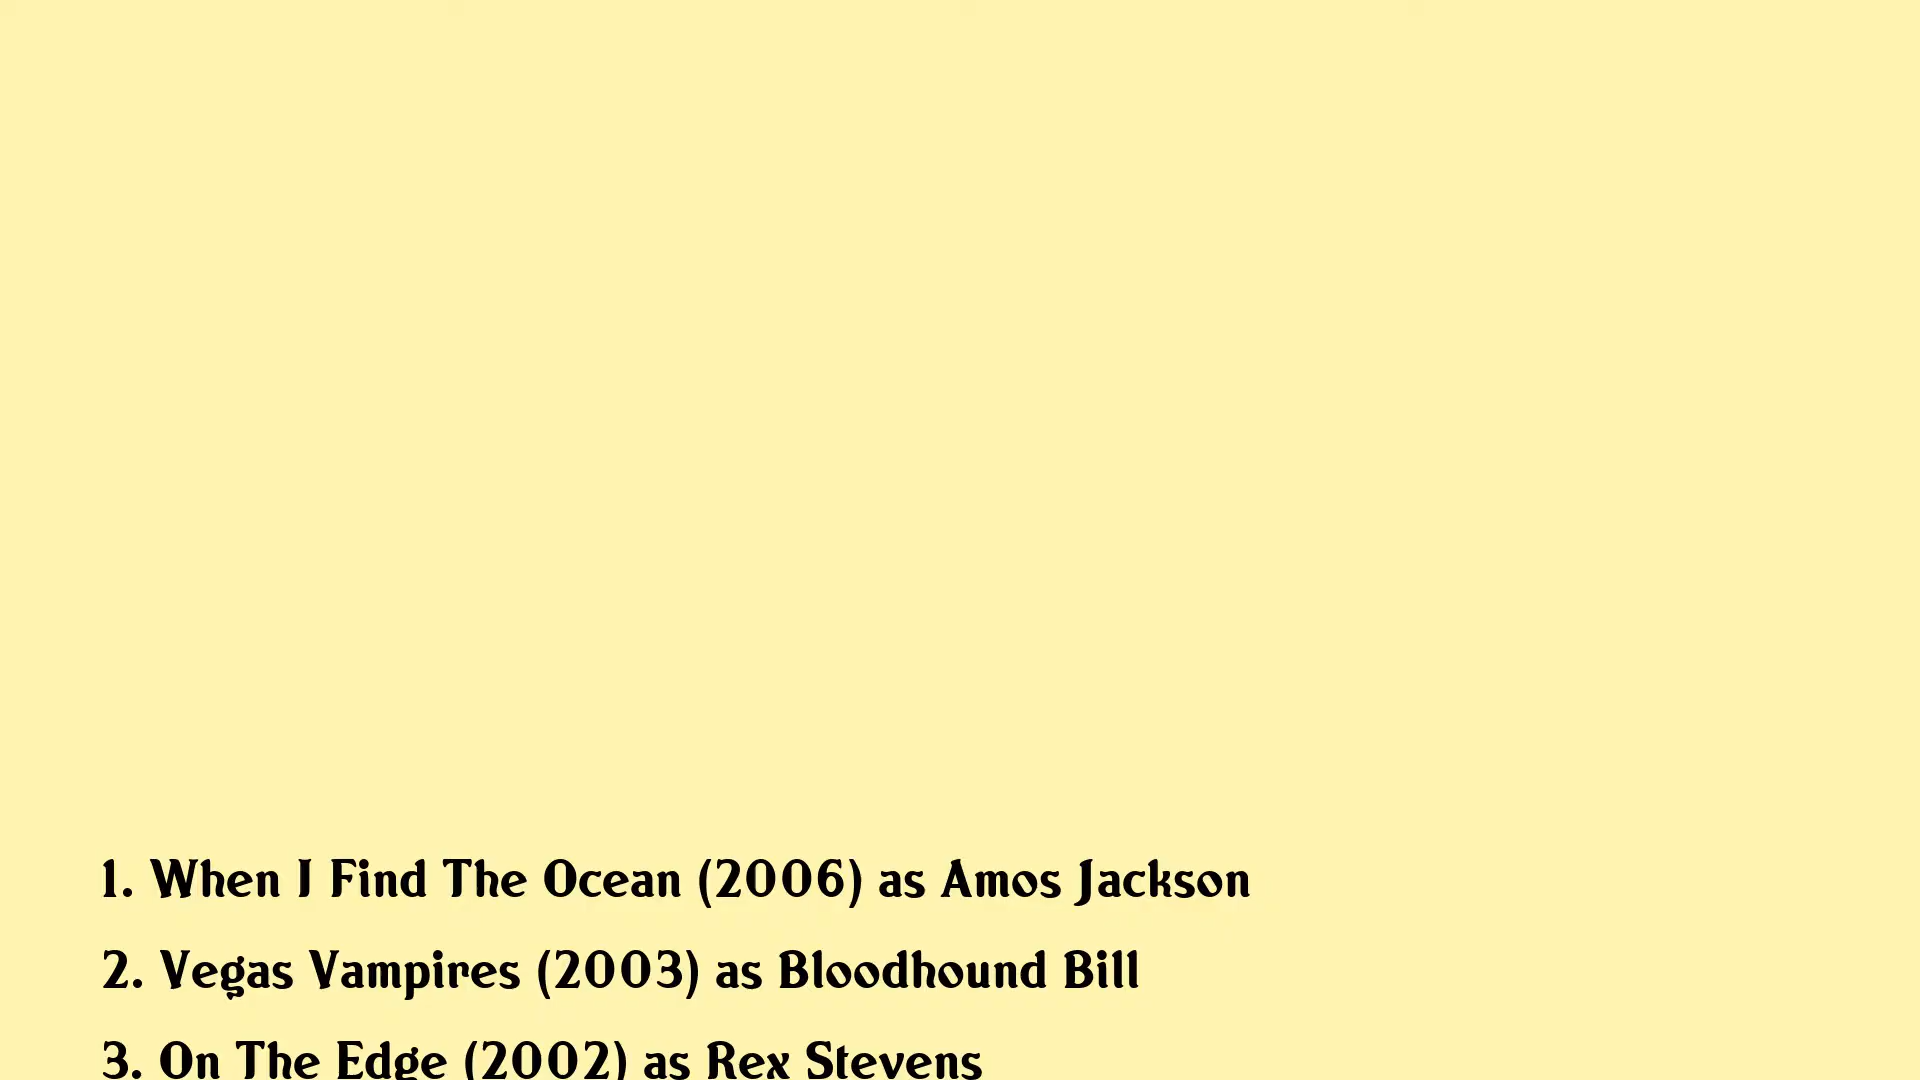 1. When I Find The Ocean (2006) as Amos Jackson
2. Vegas Vampires (2003) as Bloodhound Bill
3. On The Edge (2002) as Rex Stevens